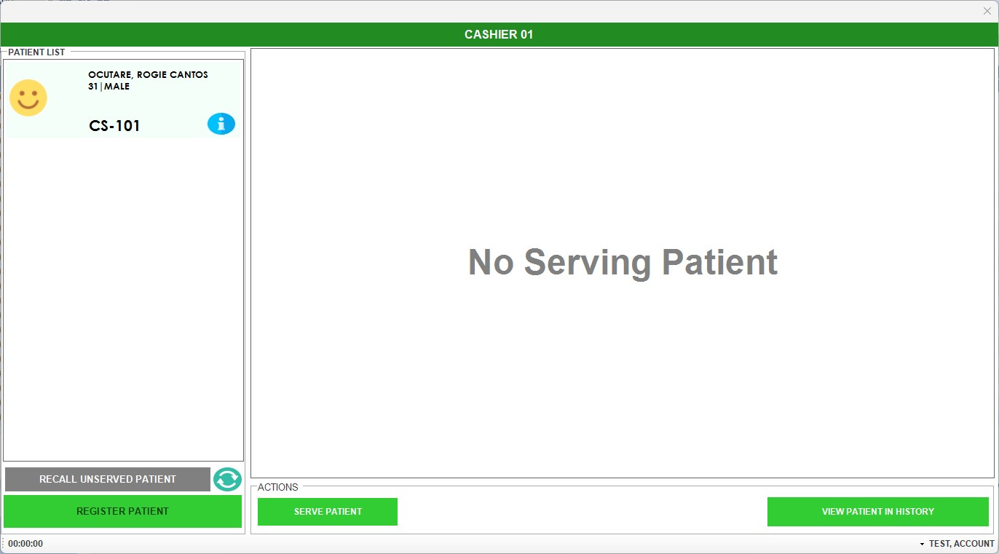 CASHIER 01
PATIENT LIST
OCUTARE, ROGIE CANTOS
31|MALE
CS-101
No Serving Patient
RECALL UNSERVED PATIENT
REGISTER PATIENT
ACTIONS
SERVE PATIENT
VIEW PATIENT IN HISTORY
00:00:00
TEST, ACCOUNT